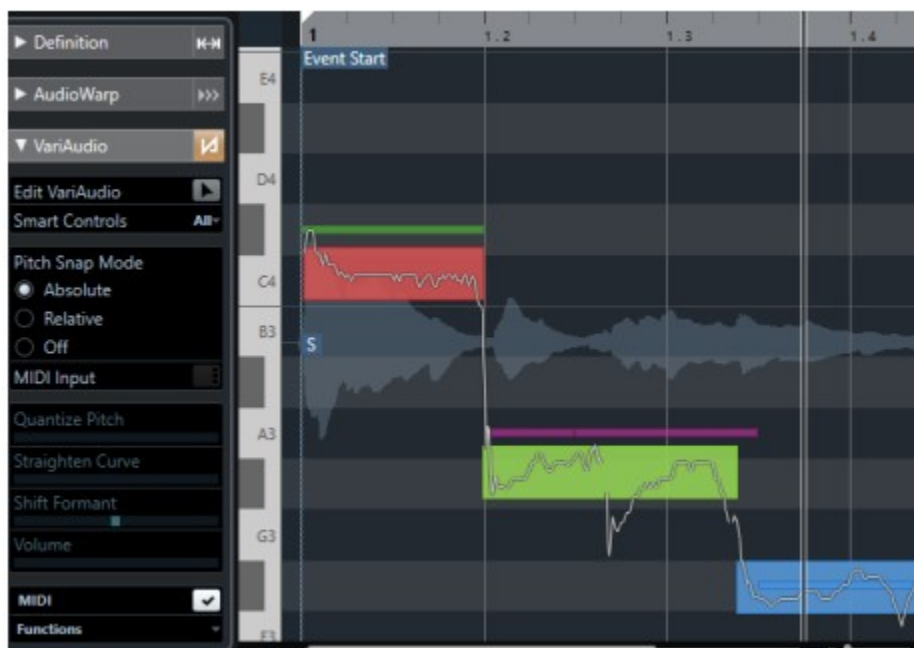 Definition
AudioWarp
VariAudio
Edit VariAudio
Smart Controls All
Pitch Snap Mode
Absolute
Relative
Off
MIDI Input
Quantize Pitch
Straighten Curve
Shift Formant
Volume
MIDI
Functions
1 1.2 1.3 1.4
Event Start
E4
D4
C4
B3
S
A3
G3
F3